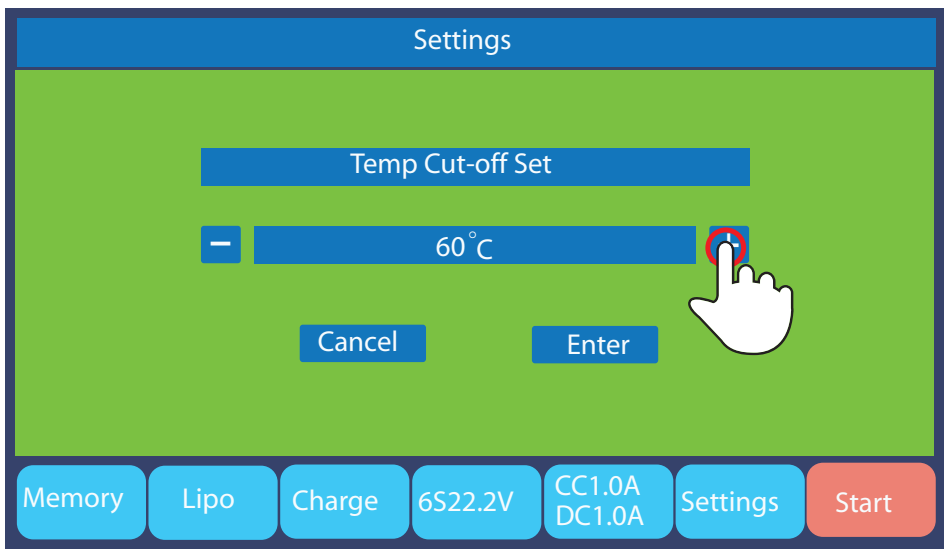 Settings
Temp Cut-off Set
− 60°C +
Cancel Enter
Memory Lipo Charge 6S22.2V CC1.0A DC1.0A Settings Start